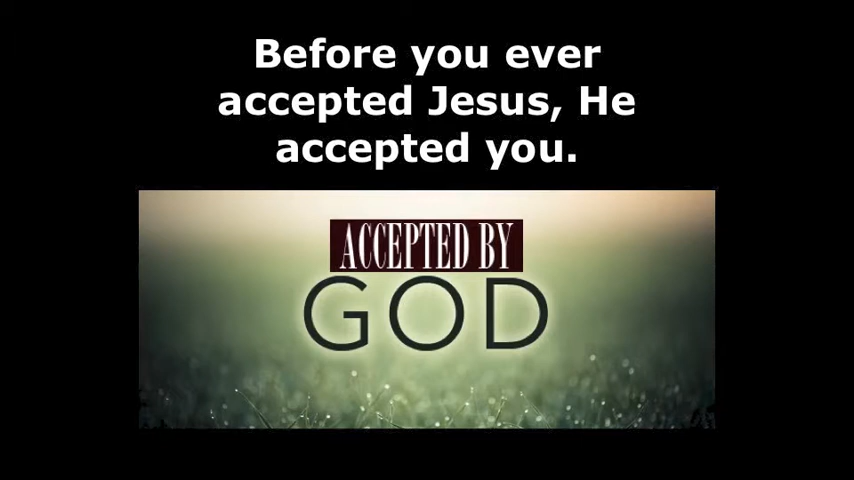 Before you ever
accepted Jesus, He
accepted you.
ACCEPTED BY
GOD